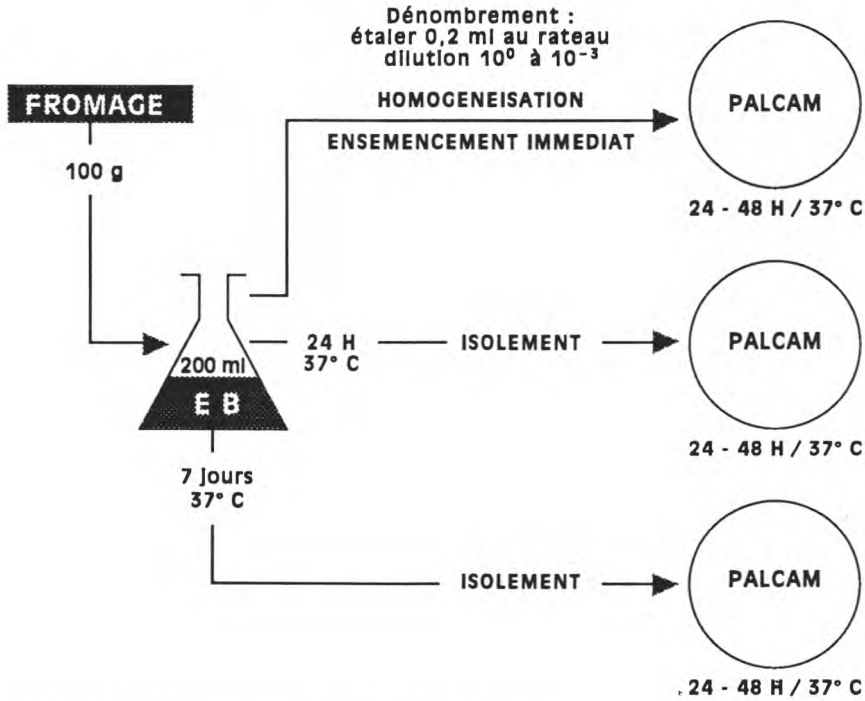 Dénombrement :
étaler 0,2 ml au rateau
dilution 10⁰ à 10⁻³
FROMAGE
HOMOGENEISATION
PALCAM
ENSEMENCEMENT IMMEDIAT
100 g
24 - 48 H / 37° C
24 H
37° C
ISOLEMENT
PALCAM
200 ml
E B
24 - 48 H / 37° C
7 jours
37° C
ISOLEMENT
PALCAM
24 - 48 H / 37° C